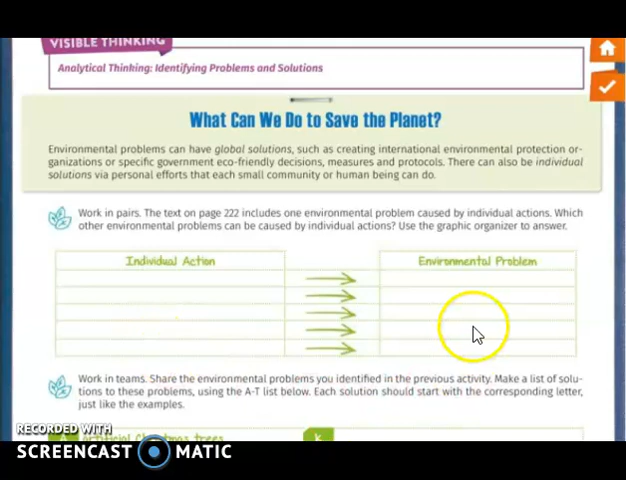 VISIBLE THINKING
Analytical Thinking: Identifying Problems and Solutions
What Can We Do to Save the Planet?
Environmental problems can have global solutions, such as creating international environmental protection or-
ganizations or specific government eco-friendly decisions, measures and protocols. There can also be individual
solutions via personal efforts that each small community or human being can do.
Work in pairs. The text on page 222 includes one environmental problem caused by individual actions. Which
other environmental problems can be caused by individual actions? Use the graphic organizer to answer.
Individual Action Environmental Problem
Work in teams. Share the environmental problems you identified in the previous activity. Make a list of solu-
tions to these problems, using the A-T list below. Each solution should start with the corresponding letter,
just like the examples.
A artificial Christmas trees K
RECORDED WITH
SCREENCAST MATIC